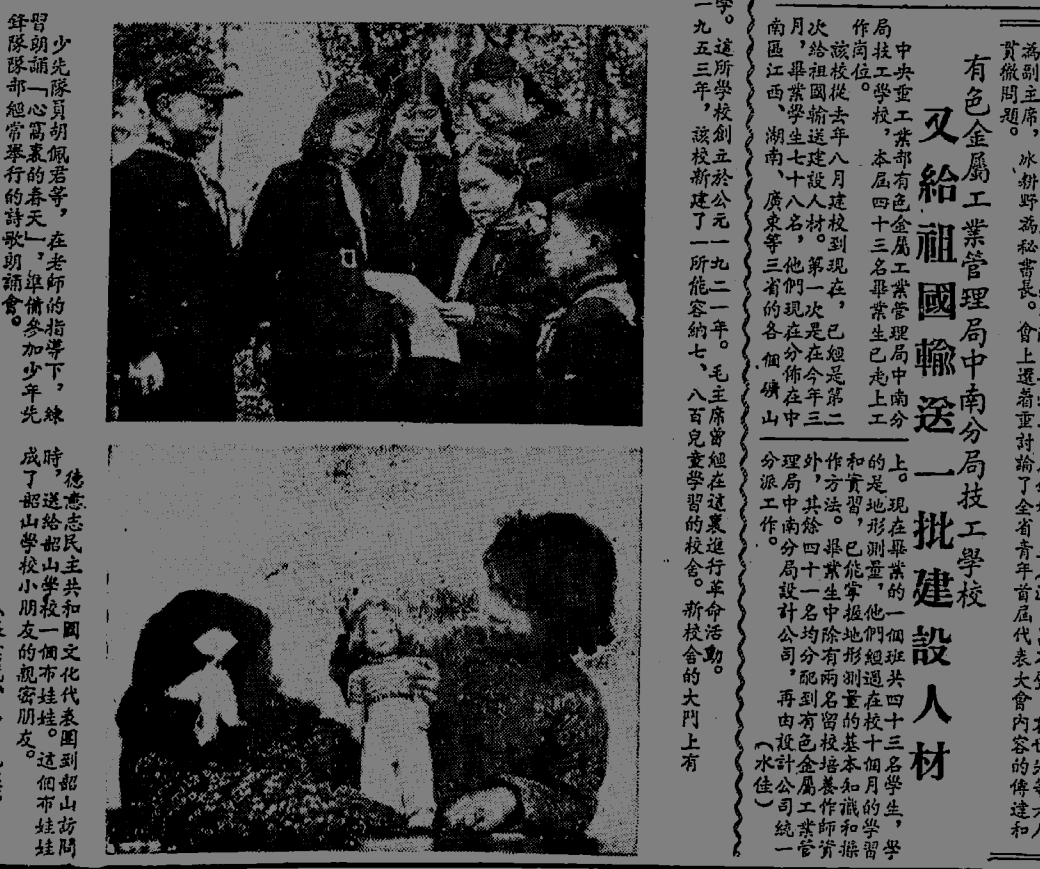 為副主席，冰耕野為秘書長。會上還着重討論了全省青年首屆代表大會內容的傳達和
貫徹問題。
有色金屬工業管理局中南分局技工學校
又給祖國輸送一批建設人材
中央重工業部有色金屬工業管理局中南分
局技工學校，本屆四十三名畢業生已走上工
作崗位。
該校從去年八月建校到現在，已經是第二
次給祖國輸送建設人材。第一次是在今年三
月，畢業學生七十八名，他們現在分佈在中
南區江西、湖南、廣東等三省的各個礦山
上。現在畢業的一個班共四十三名學生，學
的是地形測量，他們經過在校十個月的學習
和實習，已能掌握地形測量的基本知識和操
作方法。畢業生中除有兩名留校培養作師資
外，其餘四十一名均分配到有色金屬工業管
理局中南分局設計公司，再由設計公司統一
分派工作。
（水佳）
學。這所學校創立於公元一九二一年。毛主席曾經在這裏進行革命活動。
一九五三年，該校新建了一所能容納七、八百兒童學習的校舍。新校舍的大門上有
少先隊員胡佩君等，在老師的指導下，練
習朗誦「心窩裏的春天」，準備參加少年先
鋒隊隊部經常舉行的詩歌朗誦會。
德意志民主共和國文化代表團到韶山訪問
時，送給韶山學校一個布娃娃。這個布娃娃
成了韶山學校小朋友的親密朋友。